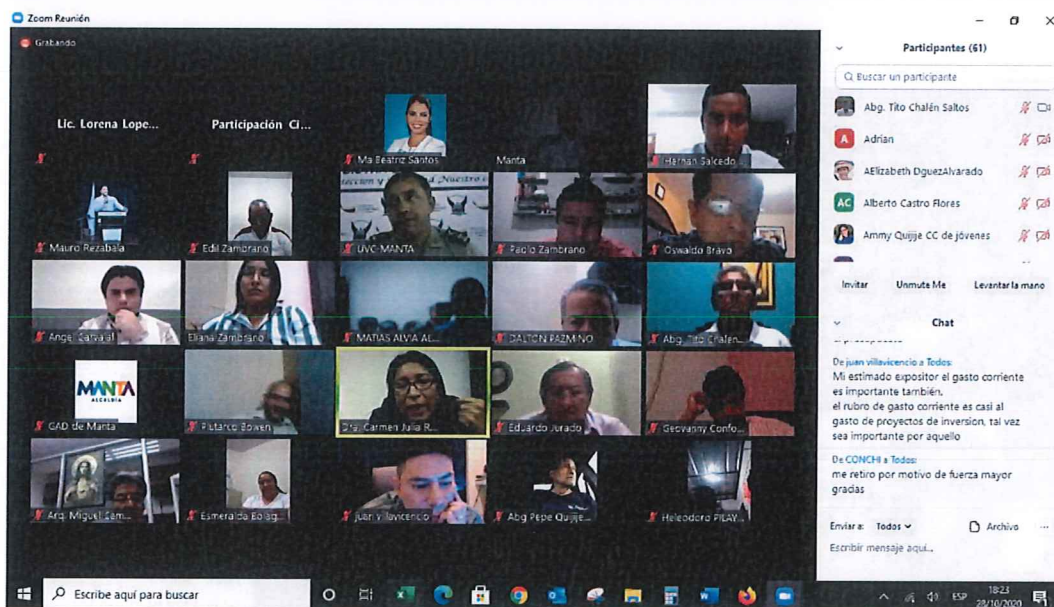 Zoom Reunión
Grabando
Lic. Lorena Lope...
Participación Ci...
Ma Beatriz Santos
Manta
Hernan Salcedo
Mauro Rezabala
Edil Zambrano
UVC-MANTA
Paolo Zambrano
Oswaldo Bravo
Angel Carvajal
Eliana Zambrano
MATIAS ALVIA AL...
DALTON PAZMIÑO
Abg. Tito Chalen...
MANTA
ALCALDÍA
GAD de Manta
Plutarco Bowen
Dra. Carmen Julia R...
Eduardo Jurado
Geovanny Confo...
Arq. Miguel Cam...
Esmeralda Bolag...
juan villavicencio
Abg Pepe Quijije...
Heleodoro PILAY...
Participantes (61)
Buscar un participante
Abg. Tito Chalén Saltos
A Adrian
AElizabeth DguezAlvarado
AC Alberto Castro Flores
Ammy Quijije CC de jóvenes
Invitar Unmute Me Levantar la mano
Chat
De juan villavicencio a Todos:
Mi estimado expositor el gasto corriente
es importante también,
el rubro de gasto corriente es casi al
gasto de proyectos de inversion, tal vez
sea importante por aquello
De CONCHI a Todos:
me retiro por motivo de fuerza mayor
gradas
Enviar a: Todos Archivo ...
Escribir mensaje aquí...
Escribe aquí para buscar
ESP
18:23
28/10/2020